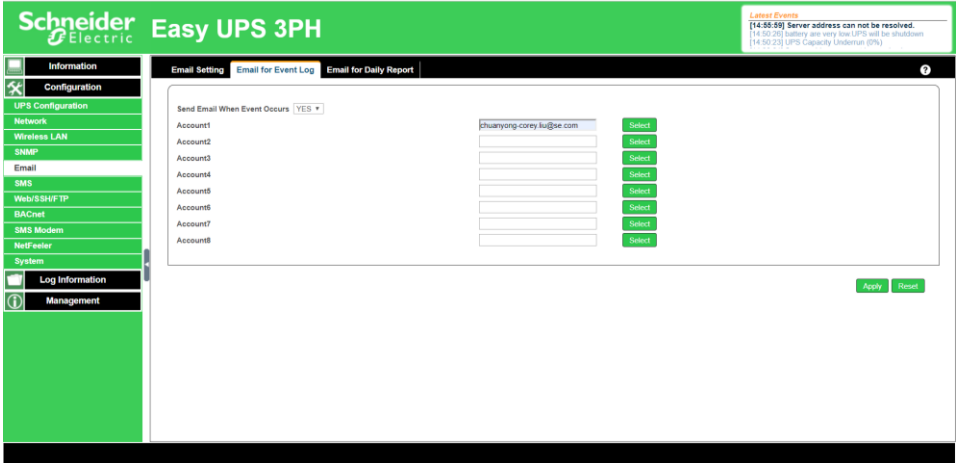 Schneider Electric
Easy UPS 3PH
Latest Events
[14:55:59] Server address can not be resolved.
[14:50:26] battery are very low UPS will be shutdown
[14:50:23] UPS Capacity Underrun (0%)
Information
Configuration
UPS Configuration
Network
Wireless LAN
SNMP
Email
SMS
Web/SSH/FTP
BACnet
SMS Modem
NetFeeler
System
Log Information
Management
Email Setting Email for Event Log Email for Daily Report ?
Send Email When Event Occurs YES
Account1 chuanyong-corey.liu@se.com Select
Account2 Select
Account3 Select
Account4 Select
Account5 Select
Account6 Select
Account7 Select
Account8 Select
Apply Reset